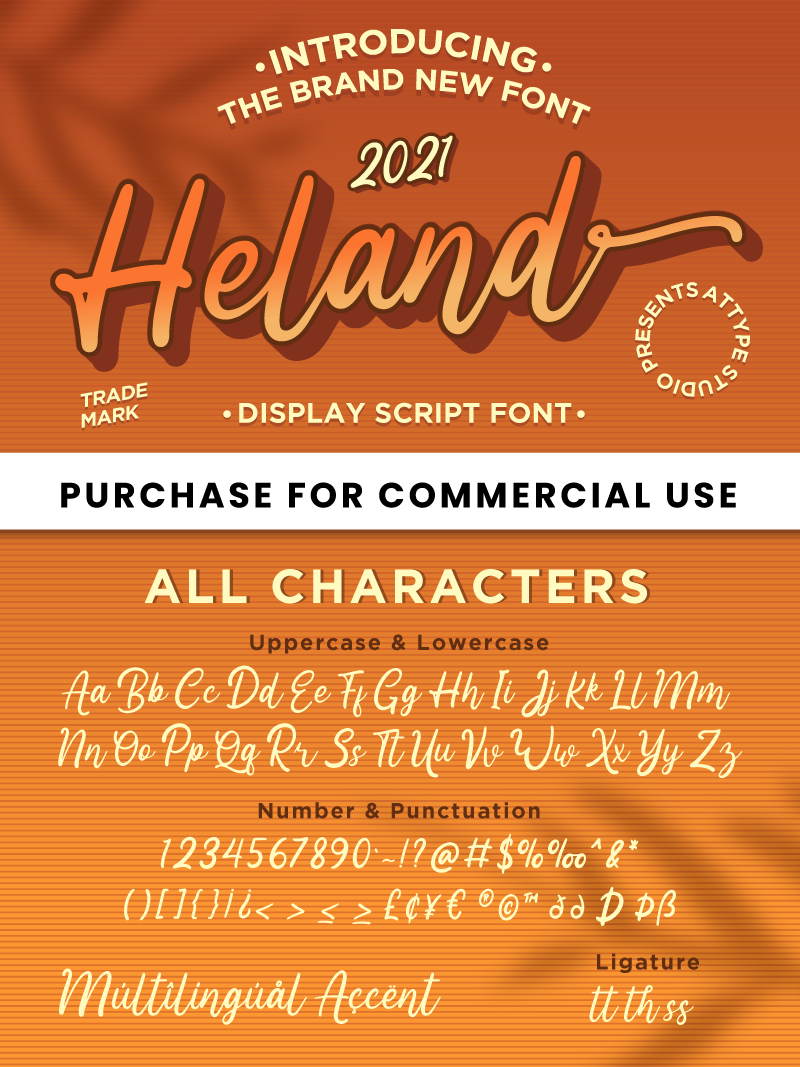 •INTRODUCING•
THE BRAND NEW FONT
2021
Heland
PRESENTS ATTYPE STUDIO
TRADE
MARK
•DISPLAY SCRIPT FONT•
PURCHASE FOR COMMERCIAL USE
ALL CHARACTERS
Uppercase & Lowercase
Aa Bb Cc Dd Ee Ff Gg Hh Ii Jj Kk Ll Mm
Nn Oo Pp Qq Rr Ss Tt Uu Vv Ww Xx Yy Zz
Number & Punctuation
1234567890`~!?@#$%‰^&*
()[]{}¡¿< > ≤ ≥ £¢¥€ ®©™ Ð Þß
Múltîlingúål Açcënt
Ligature
tt th ss